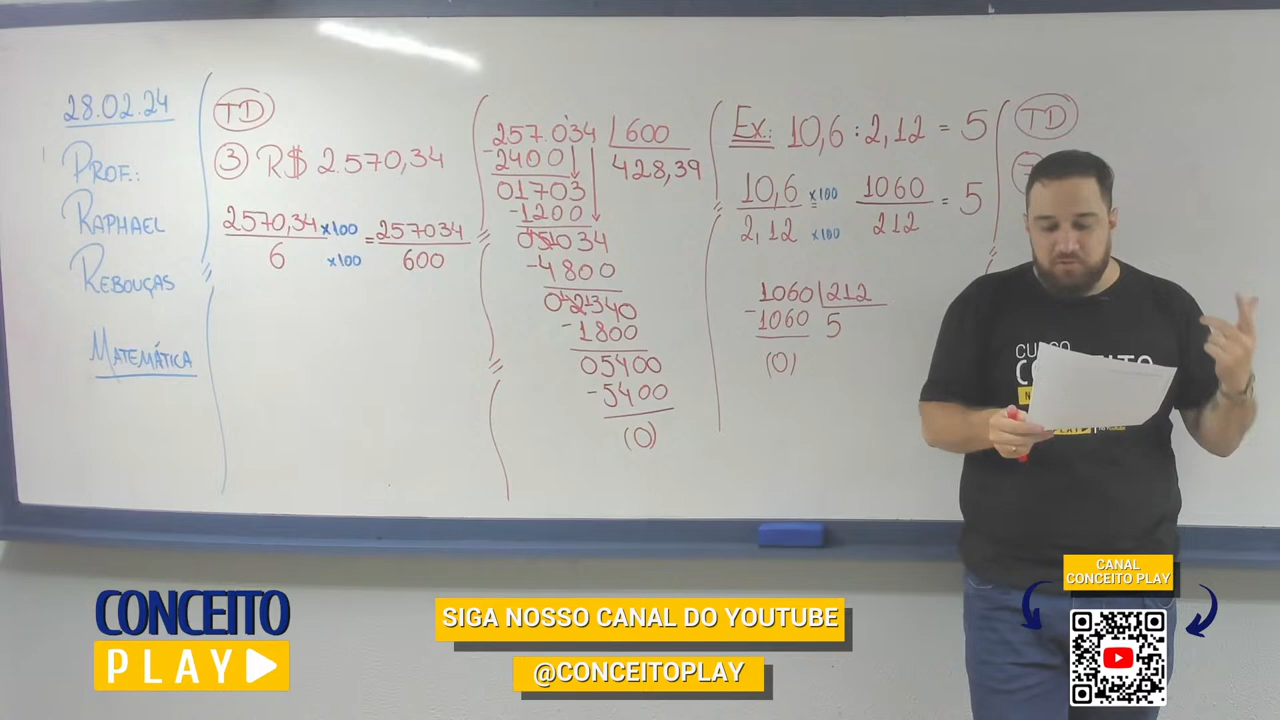 28.02.24
PROF.:
RAPHAEL
REBOUÇAS
MATEMÁTICA
TD
3 R$ 2.570,34
2570,34 x100 = 257034
6 x100 600
257.034 600
-2400 428,39
01703
-1200
051034
-4800
02340
-1800
05400
-5400
(0)
Ex.: 10,6 : 2,12 = 5
10,6 x100 1060 = 5
2,12 x100 212
1060 212
-1060 5
(0)
TD
CURSO
CANAL
CONCEITO PLAY
CONCEITO
PLAY
SIGA NOSSO CANAL DO YOUTUBE
@CONCEITOPLAY